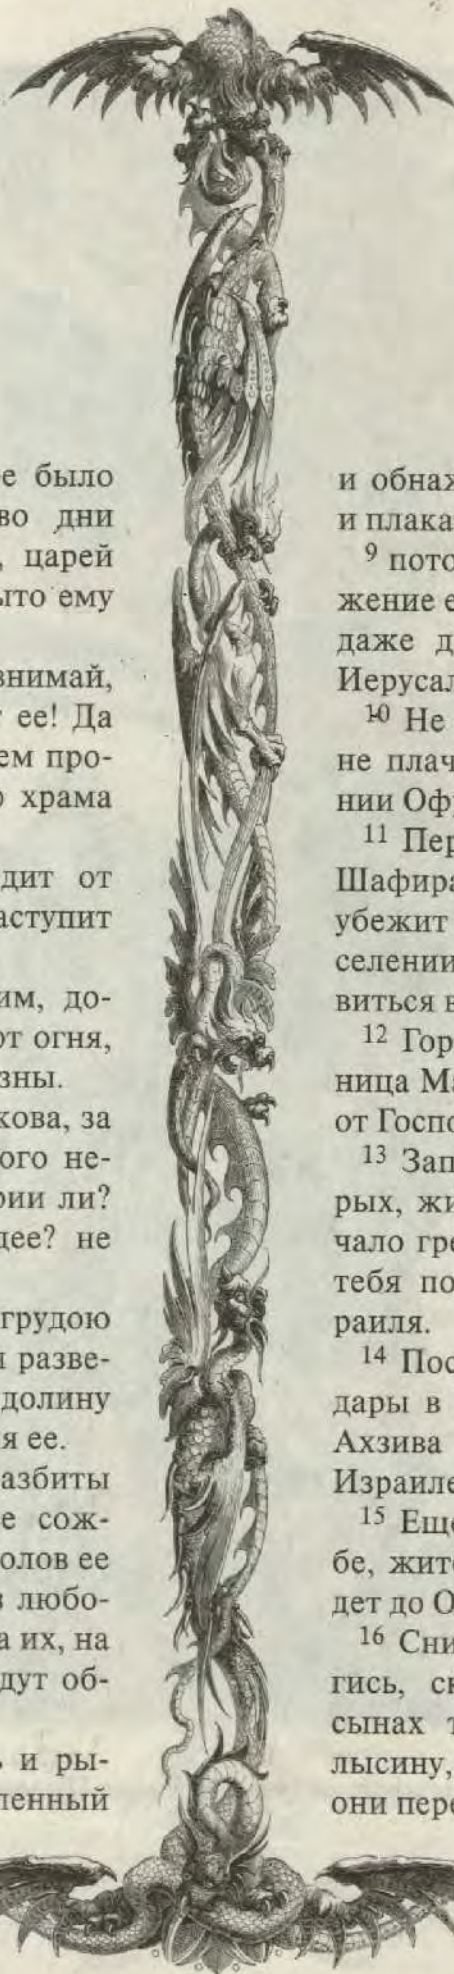 е было
во дни
, царей
ыто ему
внимай,
ее! Да
ем про-
о храма
дит от
аступит
им, до-
от огня,
зны.
кова, за
ого не-
рии ли?
дее? не
грудою
и разве-
долину
я ее.
азбиты
е сож-
олов ее
з любо-
а их, на
дут об-
ь и ры-
ленный
и обнаж
и плака
9 пото
жение е
даже д
Иерусал
10 Не
не плач
нии Офр
11 Пер
Шафира
убежит
селении
виться в
12 Гор
ница Ма
от Госпо
13 Зап
рых, жи
чало гре
тебя по
раиля.
14 Пос
дары в
Ахзива
Израиле
15 Еще
бе, жите
дет до О
16 Сни
гись, ск
сынах т
лысину,
они пере